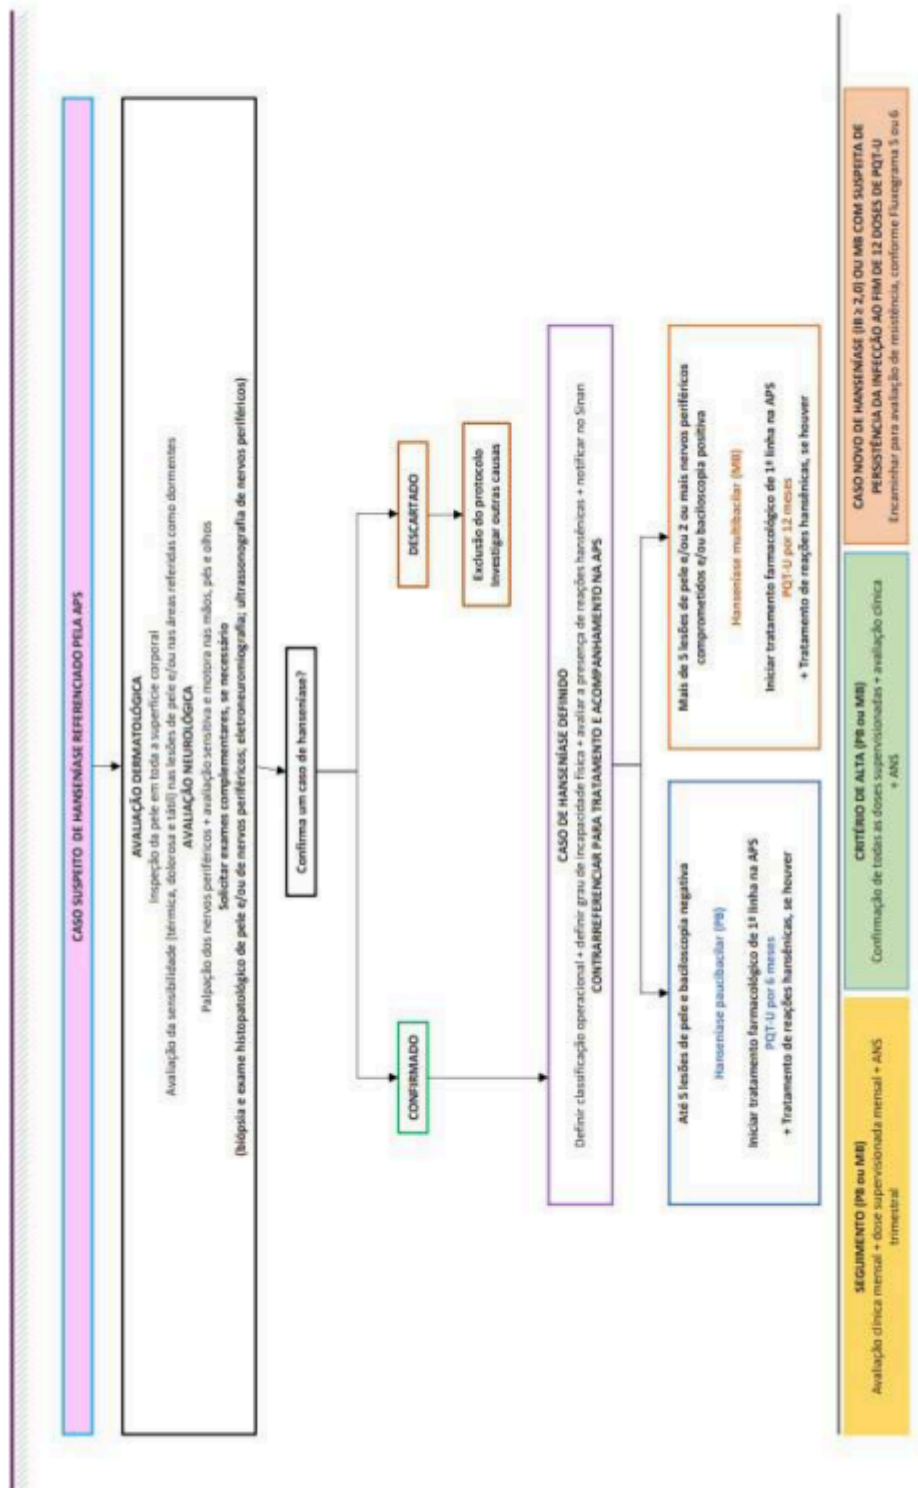 CASO SUSPEITO DE HANSENÍASE REFERENCIADO PELA APS
AVALIAÇÃO DERMATOLÓGICA
Inspeção da pele em toda a superfície corporal
Avaliação da sensibilidade (térmica, dolorosa e tátil) nas lesões de pele e/ou nas áreas referidas como dormentes
AVALIAÇÃO NEUROLÓGICA
Palpação dos nervos periféricos + avaliação sensitiva e motora nas mãos, pés e olhos
Solicitar exames complementares, se necessário
(biópsia e exame histopatológico de pele e/ou de nervos periféricos; eletroneuromiografia; ultrassonografia de nervos periféricos)
Confirma um caso de hanseníase?
CONFIRMADO
DESCARTADO
Exclusão do protocolo
Investigar outras causas
CASO DE HANSENÍASE DEFINIDO
Definir classificação operacional + definir grau de incapacidade física + avaliar a presença de reações hansênicas + notificar no Sinan
CONTRARREFERENCIAR PARA TRATAMENTO E ACOMPANHAMENTO NA APS
Até 5 lesões de pele e baciloscopia negativa
Hanseníase paucibacilar (PB)
Iniciar tratamento farmacológico de 1ª linha na APS
PQT-U por 6 meses
+ Tratamento de reações hansênicas, se houver
Mais de 5 lesões de pele e/ou 2 ou mais nervos periféricos
comprometidos e/ou baciloscopia positiva
Hanseníase multibacilar (MB)
Iniciar tratamento farmacológico de 1ª linha na APS
PQT-U por 12 meses
+ Tratamento de reações hansênicas, se houver
SEGUIMENTO (PB ou MB)
Avaliação clínica mensal + dose supervisionada mensal + ANS
trimestral
CRITÉRIO DE ALTA (PB ou MB)
Confirmação de todas as doses supervisionadas + avaliação clínica
+ ANS
CASO NOVO DE HANSENÍASE (IB ≥ 2,0) OU MB COM SUSPEITA DE
PERSISTÊNCIA DA INFECÇÃO AO FIM DE 12 DOSES DE PQT-U
Encaminhar para avaliação de resistência, conforme Fluxograma 5 ou 6